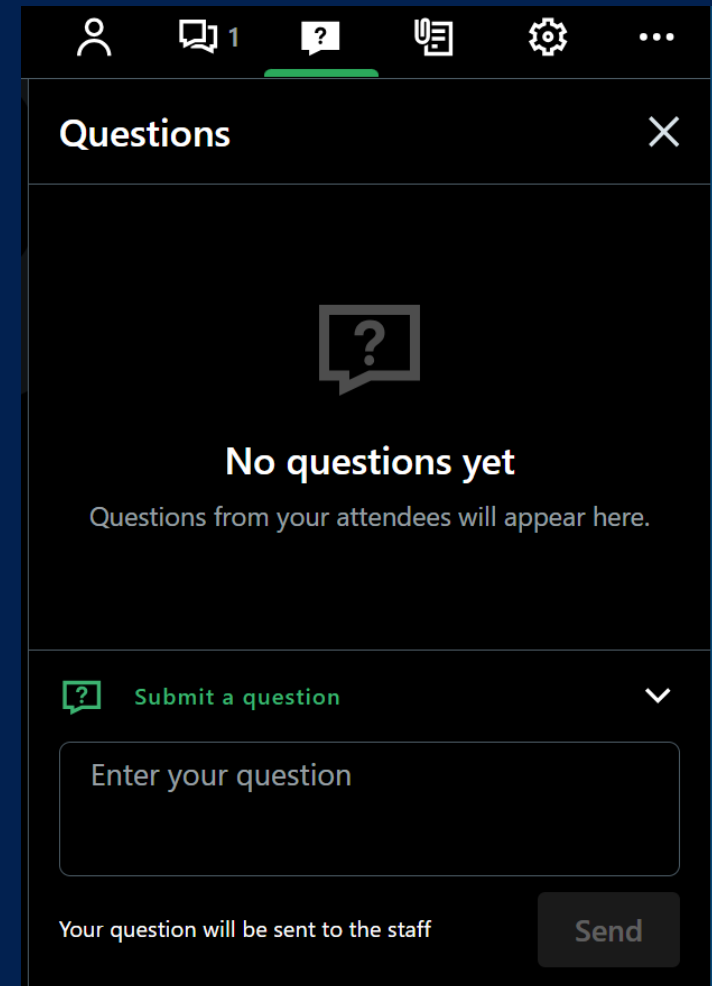 1
Questions
No questions yet
Questions from your attendees will appear here.
Submit a question
Enter your question
Your question will be sent to the staff
Send